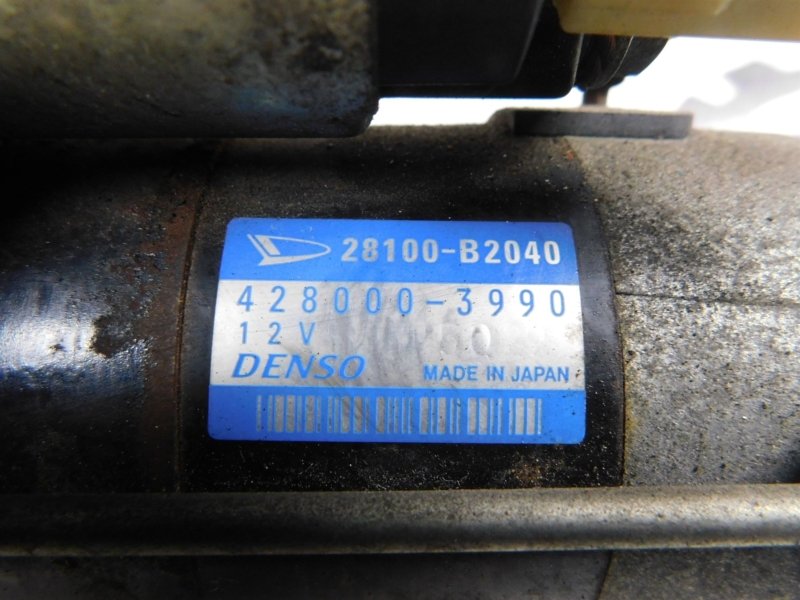 28100-B2040
428000-3990
12V
DENSO MADE IN JAPAN